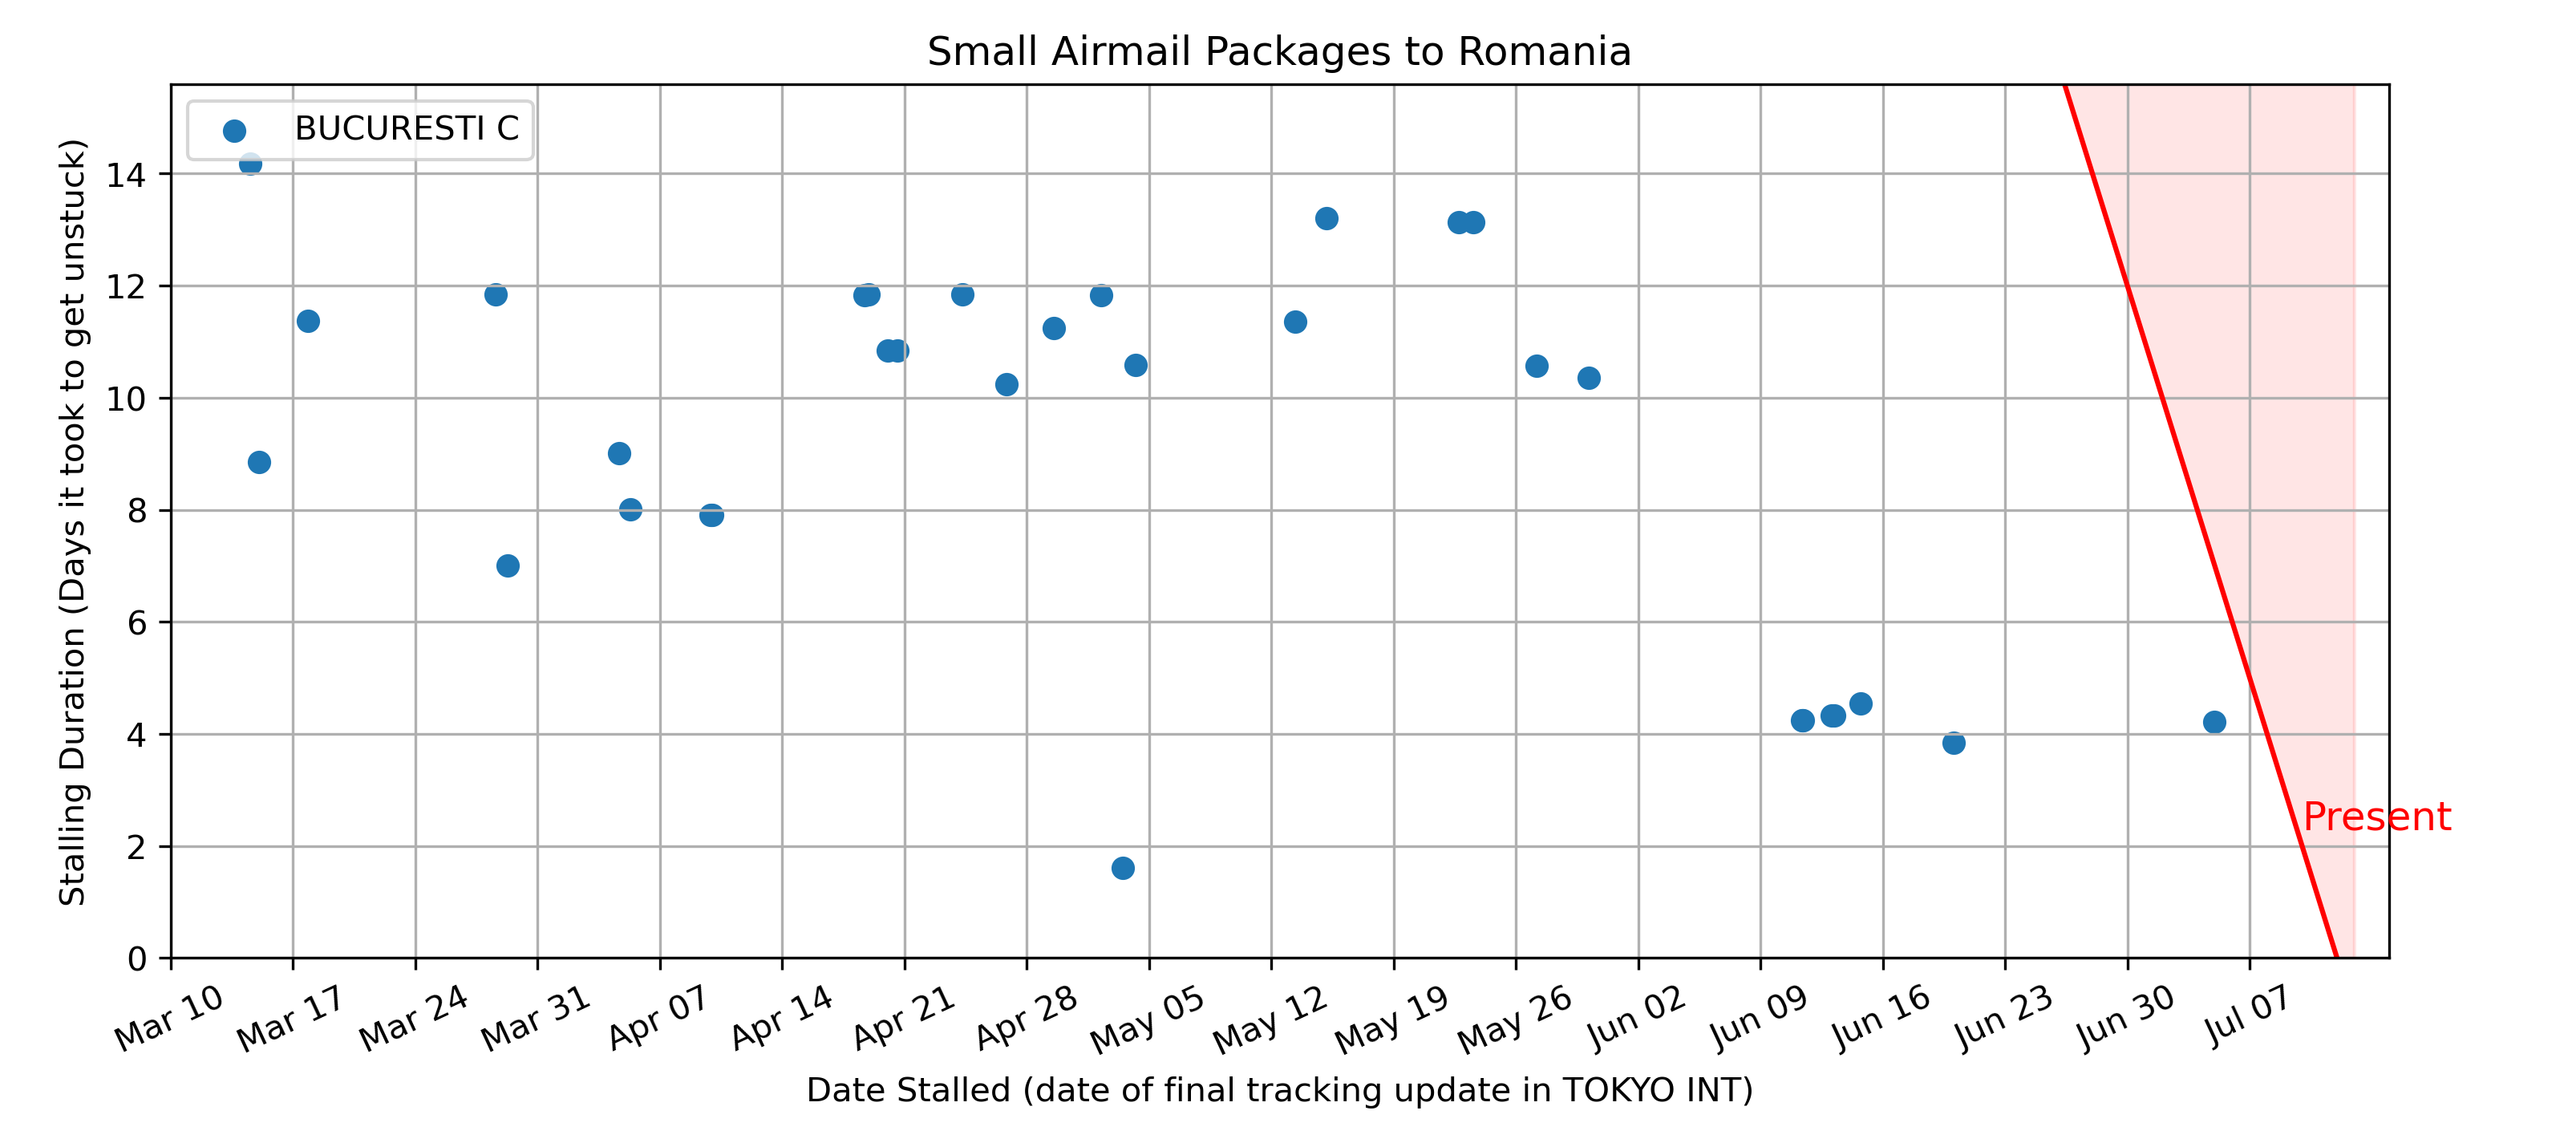 Small Airmail Packages to Romania
BUCURESTI C
Stalling Duration (Days it took to get unstuck)
14
12
10
8
6
4
2
0
Present
Mar 10
Mar 17
Mar 24
Mar 31
Apr 07
Apr 14
Apr 21
Apr 28
May 05
May 12
May 19
May 26
Jun 02
Jun 09
Jun 16
Jun 23
Jun 30
Jul 07
Date Stalled (date of final tracking update in TOKYO INT)